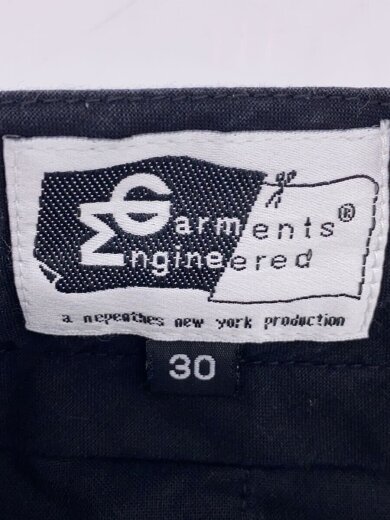 Garments®
Engineered
a nepenthes new york production
30